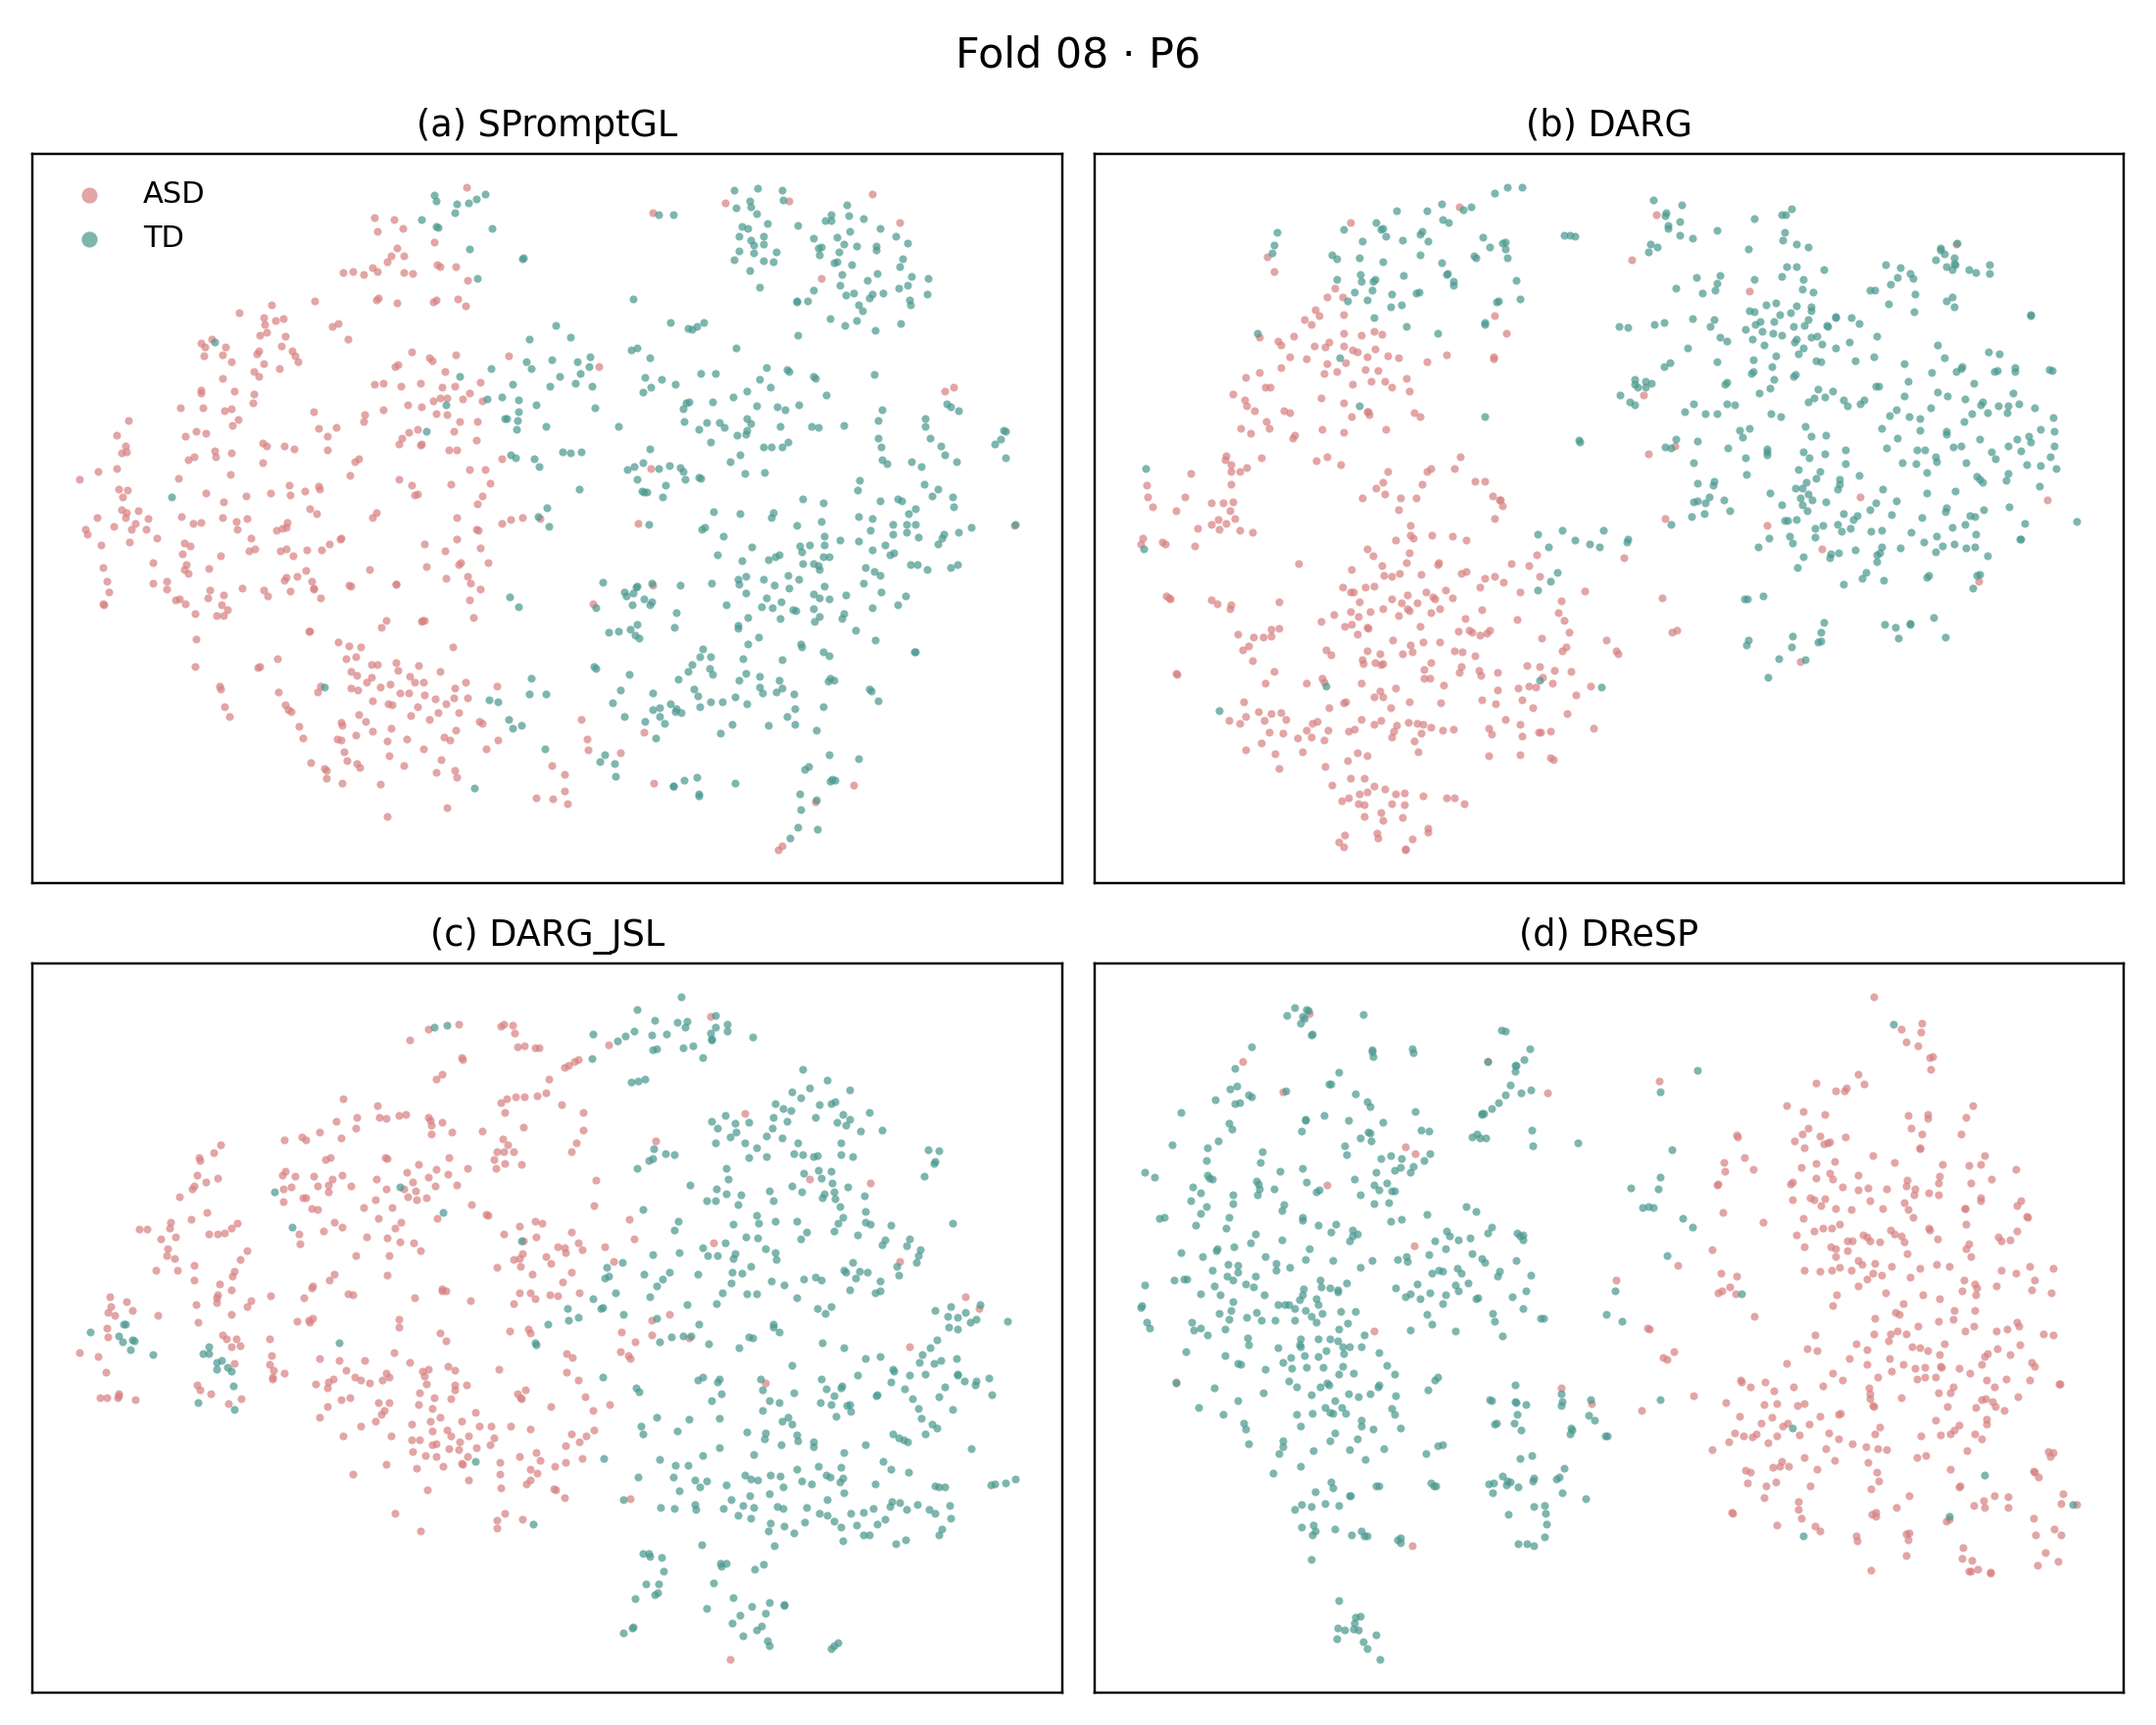 Fold 08 · P6
(a) SPromptGL
(b) DARG
ASD
TD
(c) DARG_JSL
(d) DReSP